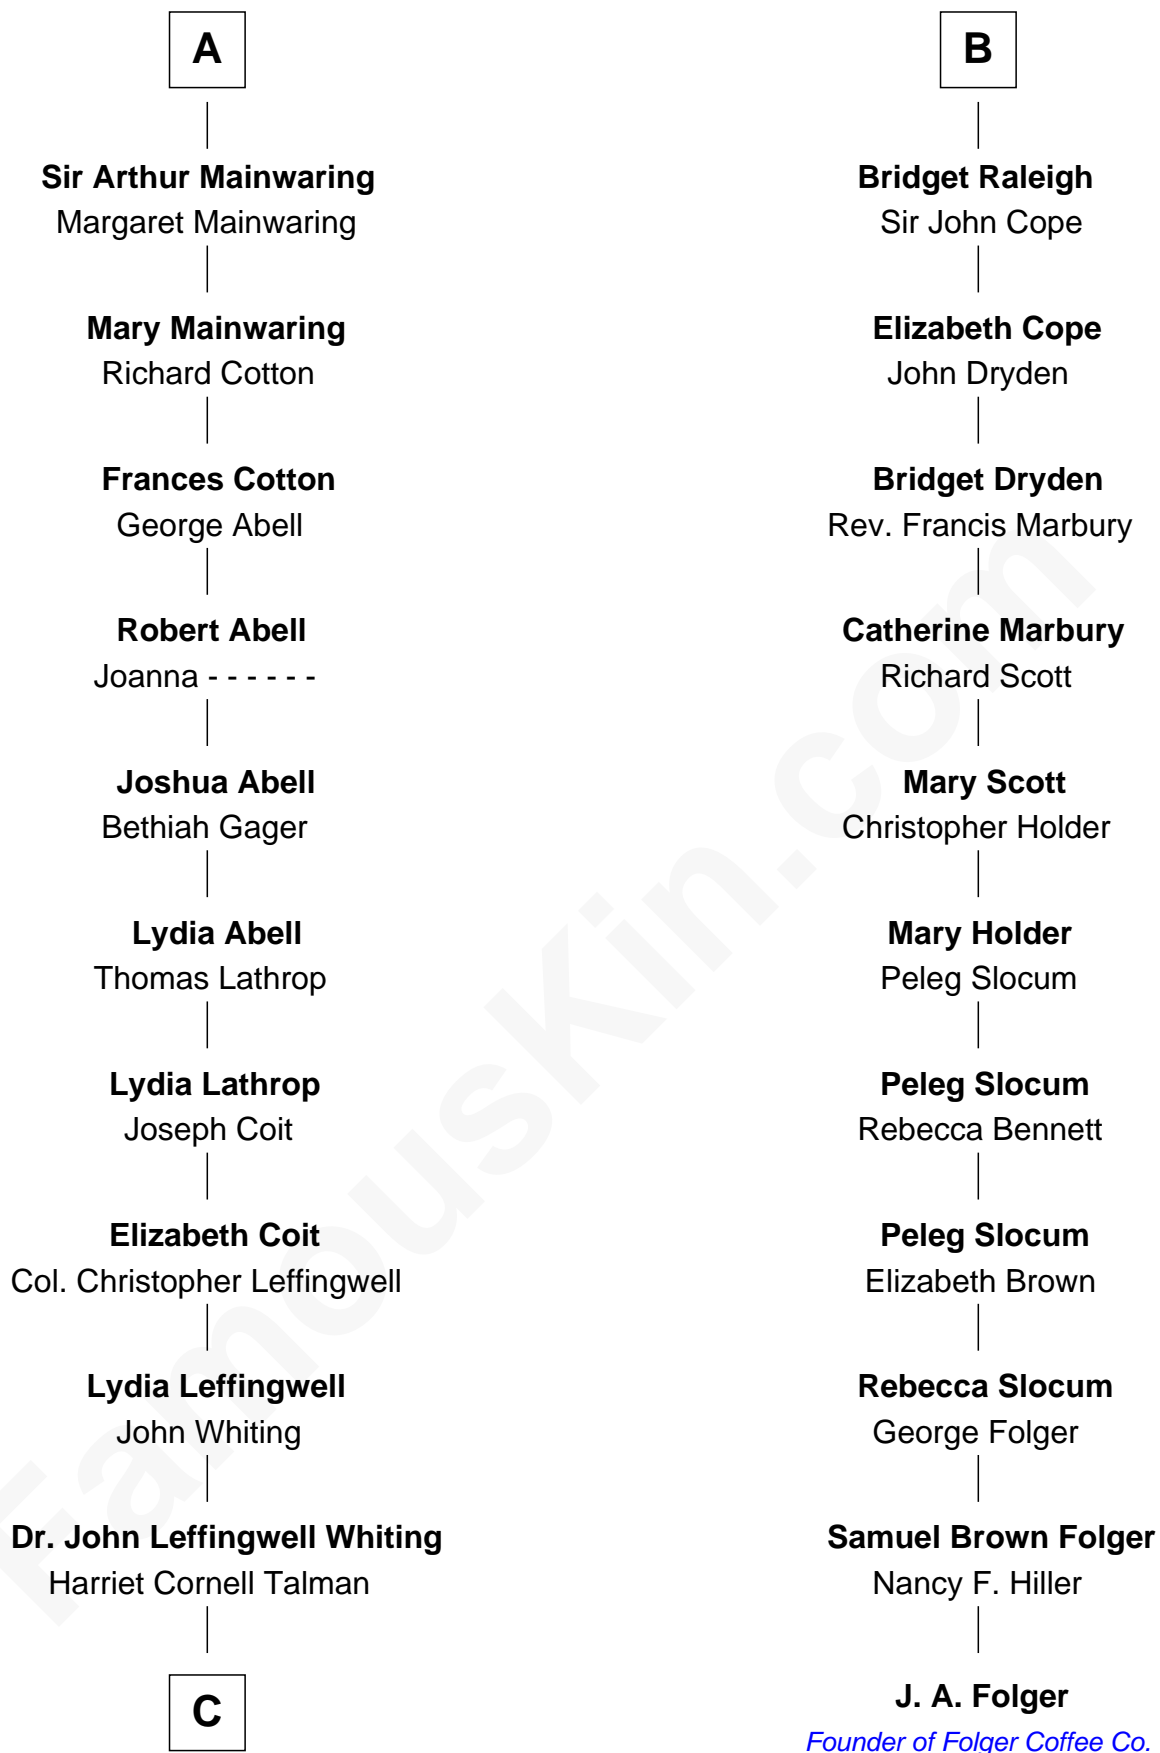 A
Sir Arthur Mainwaring
Margaret Mainwaring
Mary Mainwaring
Richard Cotton
Frances Cotton
George Abell
Robert Abell
Joanna - - - - - -
Joshua Abell
Bethiah Gager
Lydia Abell
Thomas Lathrop
Lydia Lathrop
Joseph Coit
Elizabeth Coit
Col. Christopher Leffingwell
Lydia Leffingwell
John Whiting
Dr. John Leffingwell Whiting
Harriet Cornell Talman
C
B
Bridget Raleigh
Sir John Cope
Elizabeth Cope
John Dryden
Bridget Dryden
Rev. Francis Marbury
Catherine Marbury
Richard Scott
Mary Scott
Christopher Holder
Mary Holder
Peleg Slocum
Peleg Slocum
Rebecca Bennett
Peleg Slocum
Elizabeth Brown
Rebecca Slocum
George Folger
Samuel Brown Folger
Nancy F. Hiller
J. A. Folger
Founder of Folger Coffee Co.
FamousKin.com